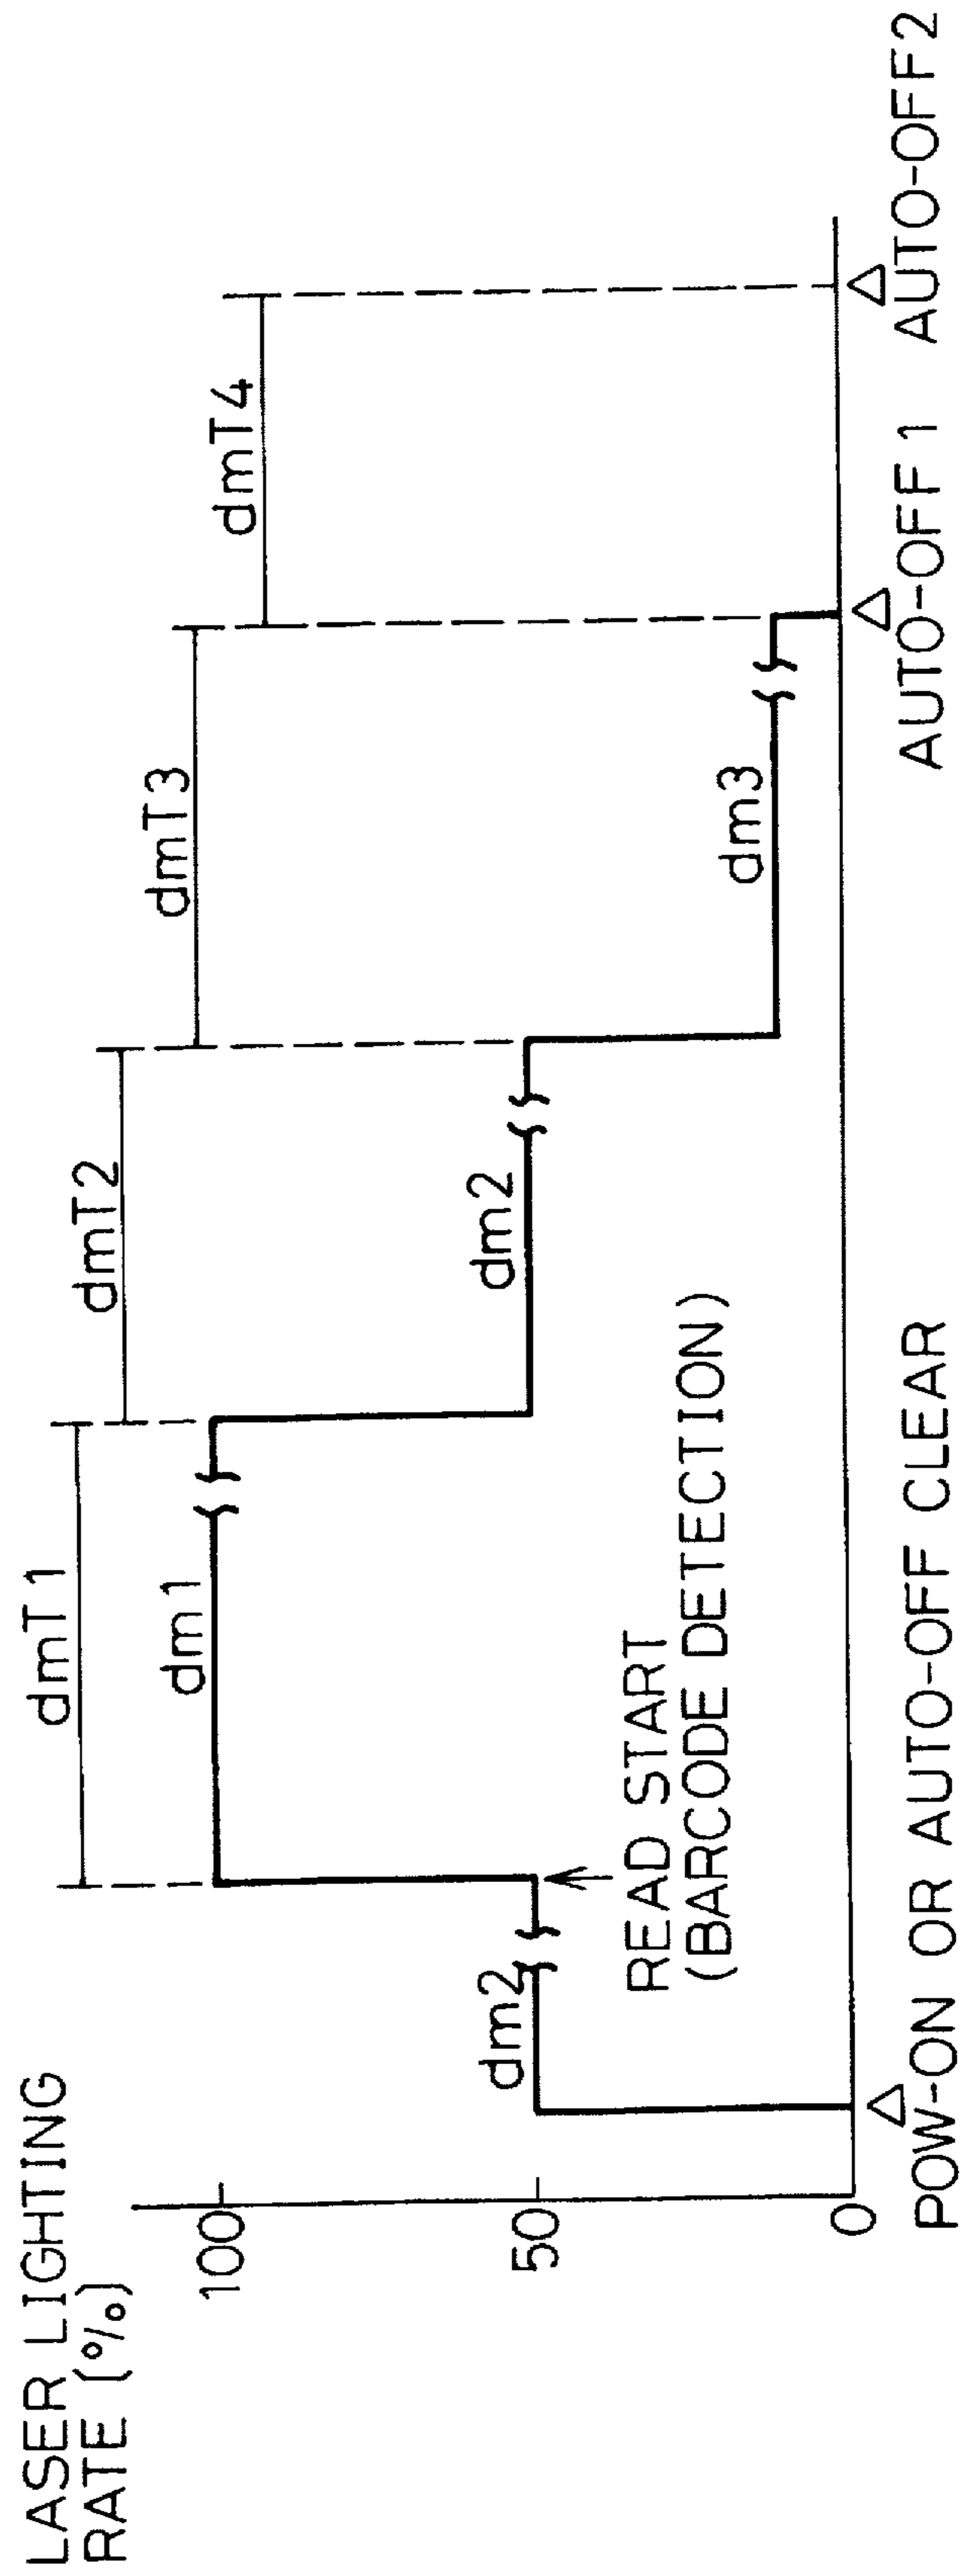 LASER LIGHTING
RATE (%)
100
50
0
dmT1
dmT2
dmT3
dmT4
dm1
dm2
dm2
dm3
READ START
(BARCODE DETECTION)
POW-ON OR AUTO-OFF CLEAR
AUTO-OFF 1
AUTO-OFF2